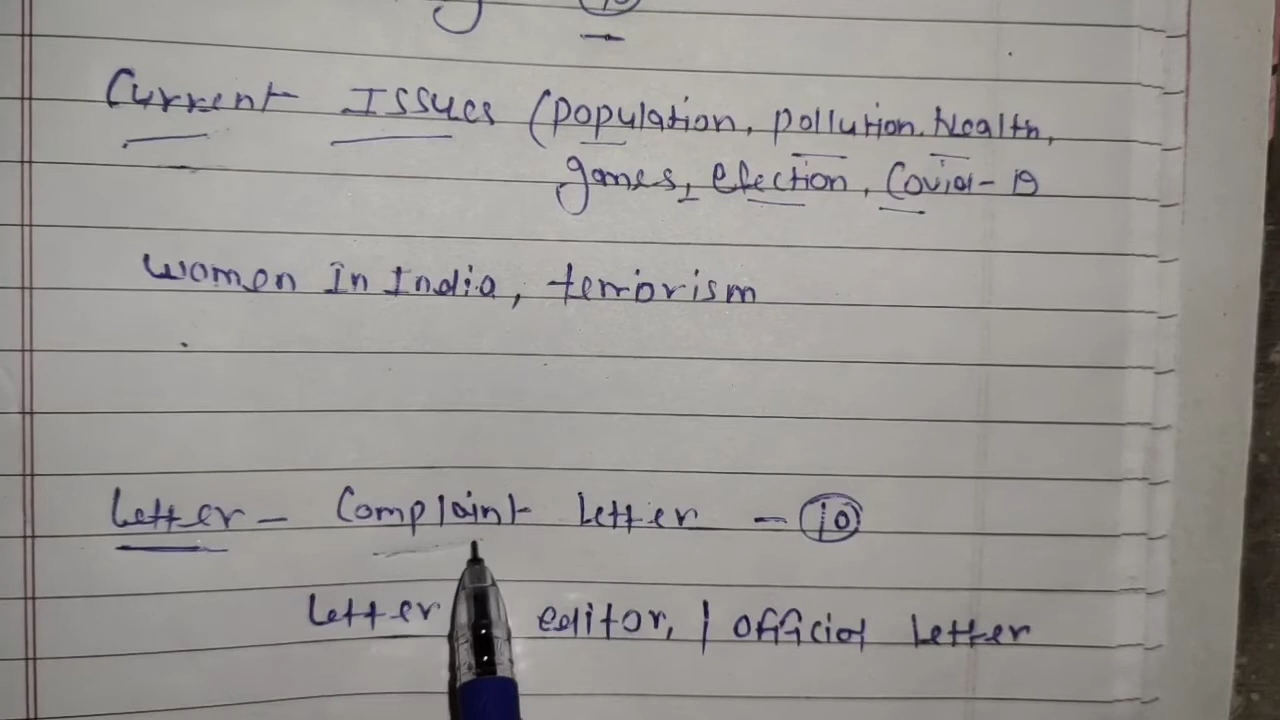 Current Issues (population, pollution. Health,
games, election, Covid-19
women In India, terrorism
Letter - Complaint letter - 10
letter editor, / official letter